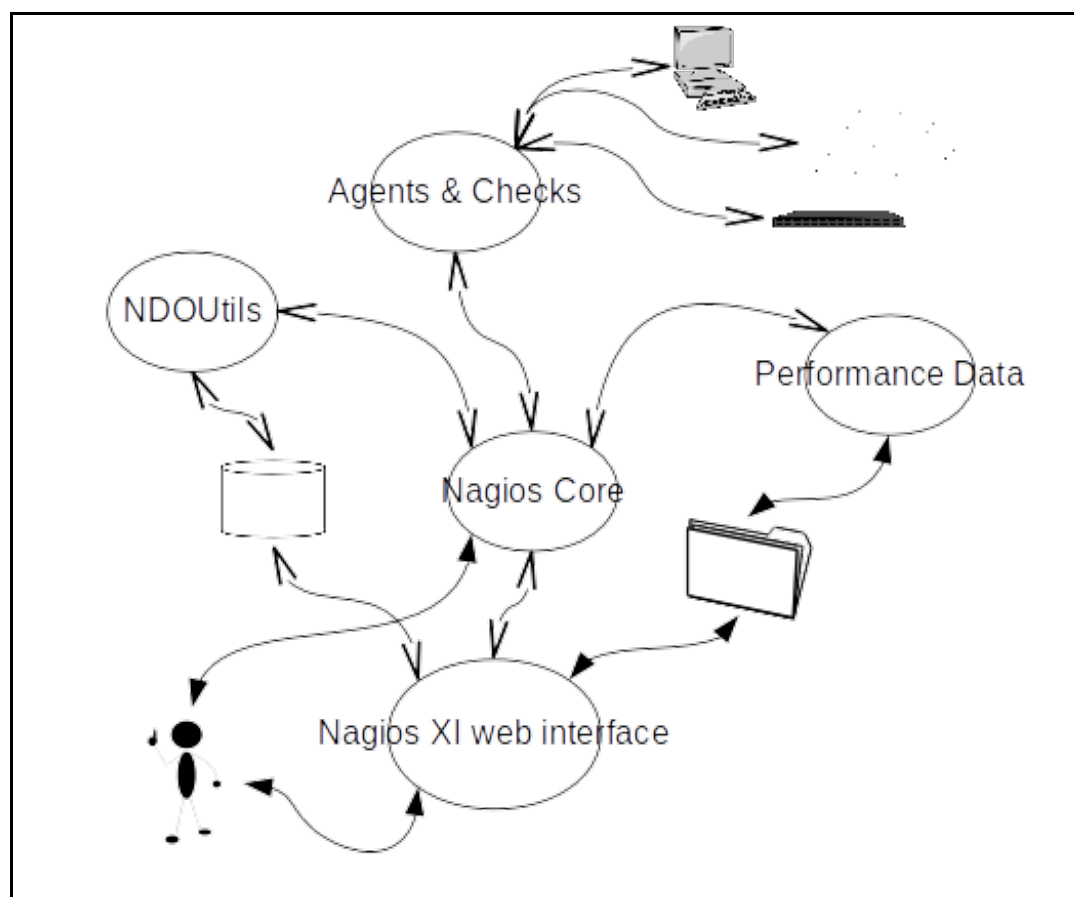 Agents & Checks
NDOUtils
Performance Data
Nagios Core
Nagios XI web interface